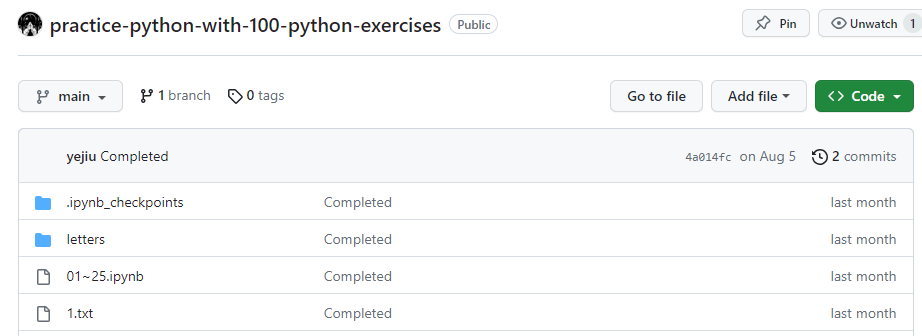 practice-python-with-100-python-exercises Public Pin Unwatch 1
main 1 branch 0 tags Go to file Add file <> Code
yejiu Completed 4a014fc on Aug 5 2 commits
.ipynb_checkpoints Completed last month
letters Completed last month
01~25.ipynb Completed last month
1.txt Completed last month